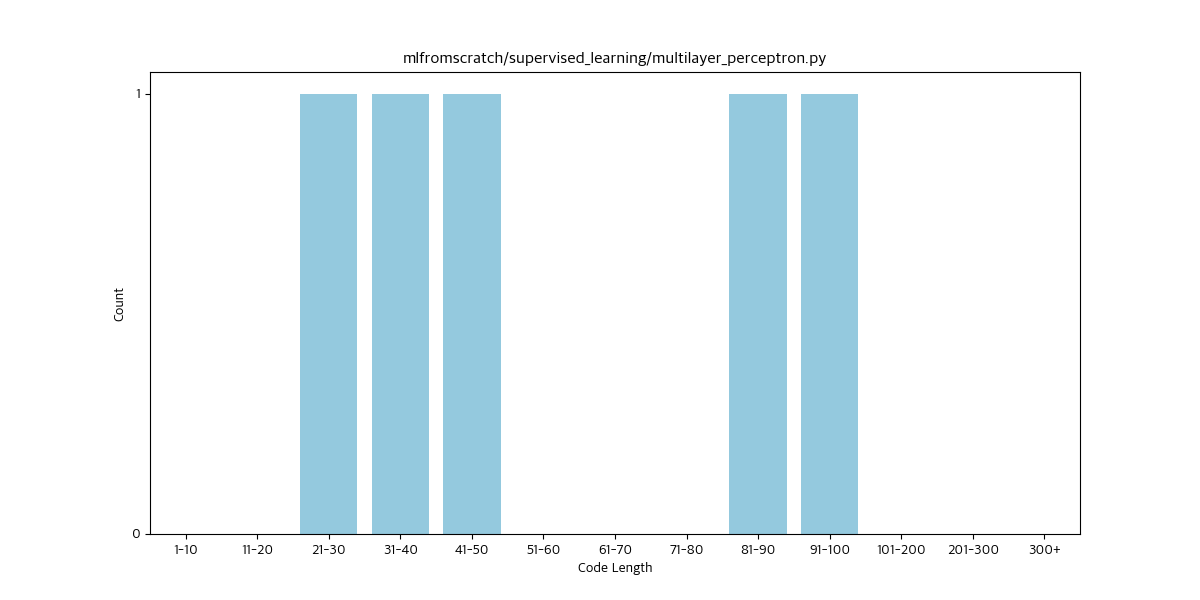 mlfromscratch/supervised_learning/multilayer_perceptron.py
1
Count
0
1-10 11-20 21-30 31-40 41-50 51-60 61-70 71-80 81-90 91-100 101-200 201-300 300+
Code Length